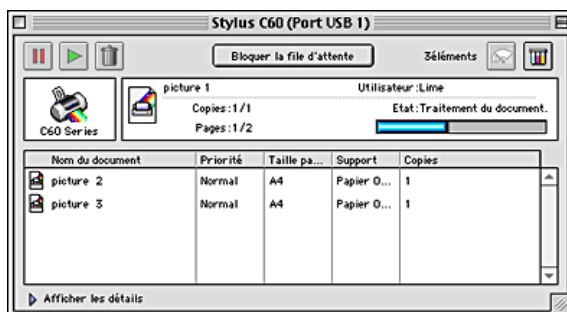 Stylus C60 (Port USB 1)
Bloquer la file d'attente
3éléments
C60 Series
picture 1
Utilisateur :Lime
Copies :1/1
Etat :Traitement du document.
Pages :1/2
Nom du document Priorité Taille pa... Support Copies
picture 2 Normal A4 Papier O... 1
picture 3 Normal A4 Papier O... 1
Afficher les détails